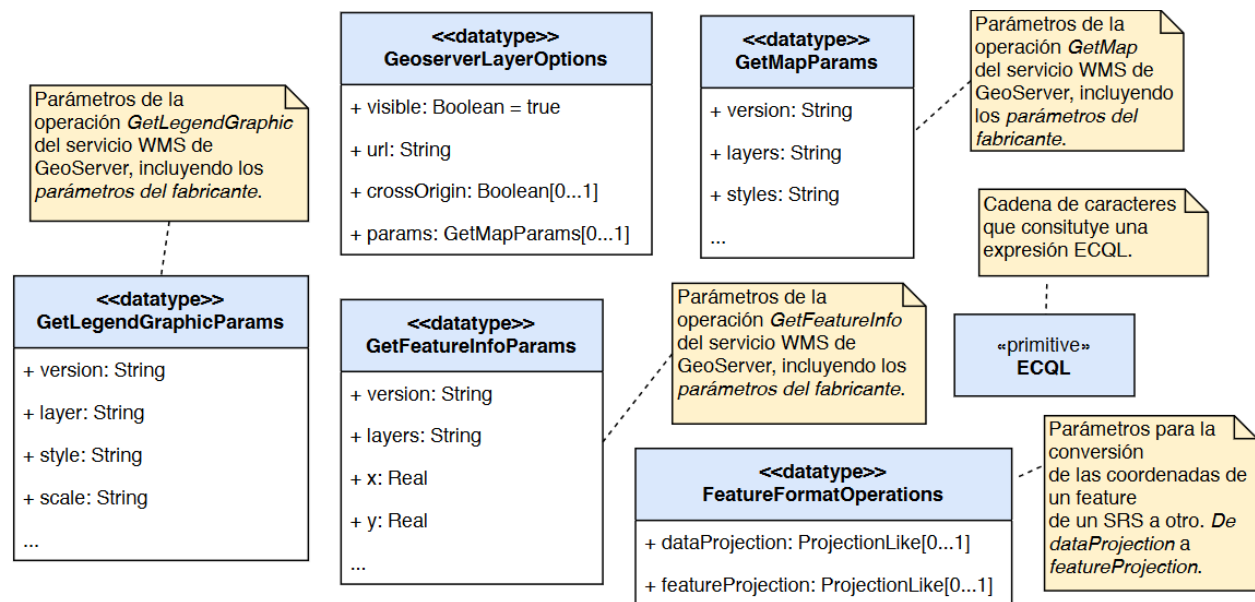 <<datatype>>
GeoserverLayerOptions
+ visible: Boolean = true
+ url: String
+ crossOrigin: Boolean[0...1]
+ params: GetMapParams[0...1]
<<datatype>>
GetMapParams
+ version: String
+ layers: String
+ styles: String
...
Parámetros de la
operación GetMap
del servicio WMS de
GeoServer, incluyendo
los parámetros del
fabricante.
Parámetros de la
operación GetLegendGraphic
del servicio WMS de
GeoServer, incluyendo los
parámetros del fabricante.
Cadena de caracteres
que consitutye una
expresión ECQL.
<<datatype>>
GetLegendGraphicParams
+ version: String
+ layer: String
+ style: String
+ scale: String
...
<<datatype>>
GetFeatureInfoParams
+ version: String
+ layers: String
+ x: Real
+ y: Real
...
Parámetros de la
operación GetFeatureInfo
del servicio WMS de
GeoServer, incluyendo los
parámetros del fabricante.
«primitive»
ECQL
<<datatype>>
FeatureFormatOperations
+ dataProjection: ProjectionLike[0...1]
+ featureProjection: ProjectionLike[0...1]
Parámetros para la
conversión
de las coordenadas de
un feature
de un SRS a otro. De
dataProjection a
featureProjection.